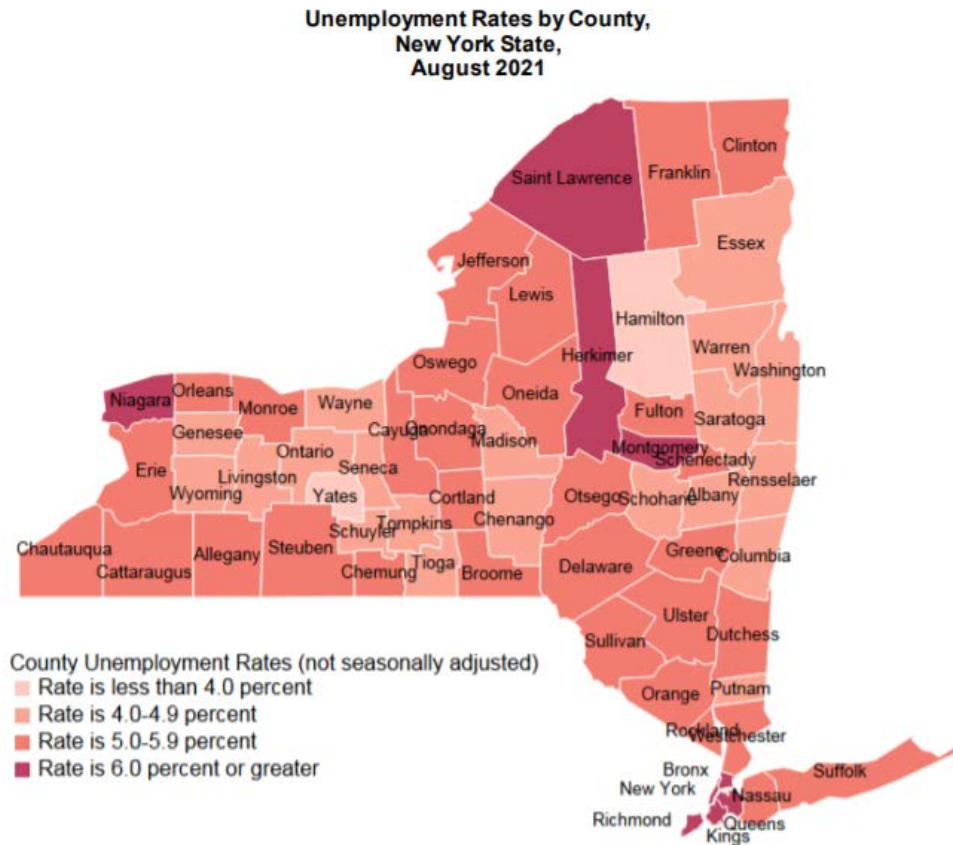 Unemployment Rates by County,
New York State,
August 2021
Clinton
Franklin
Saint Lawrence
Essex
Jefferson
Lewis
Hamilton
Warren
Herkimer
Oswego
Washington
Oneida
Niagara
Orleans
Monroe
Wayne
Fulton
Saratoga
Genesee
Cayuga
Onondaga
Madison
Montgomery
Ontario
Schenectady
Erie
Seneca
Livingston
Rensselaer
Wyoming
Yates
Cortland
Otsego
Schoharie
Albany
Chenango
Tompkins
Schuyler
Chautauqua
Allegany
Steuben
Greene
Columbia
Tioga
Cattaraugus
Chemung
Broome
Delaware
Ulster
Dutchess
Sullivan
County Unemployment Rates (not seasonally adjusted)
Rate is less than 4.0 percent
Rate is 4.0-4.9 percent
Rate is 5.0-5.9 percent
Rate is 6.0 percent or greater
Orange
Putnam
Rockland
Westchester
Bronx
Suffolk
New York
Nassau
Richmond
Queens
Kings